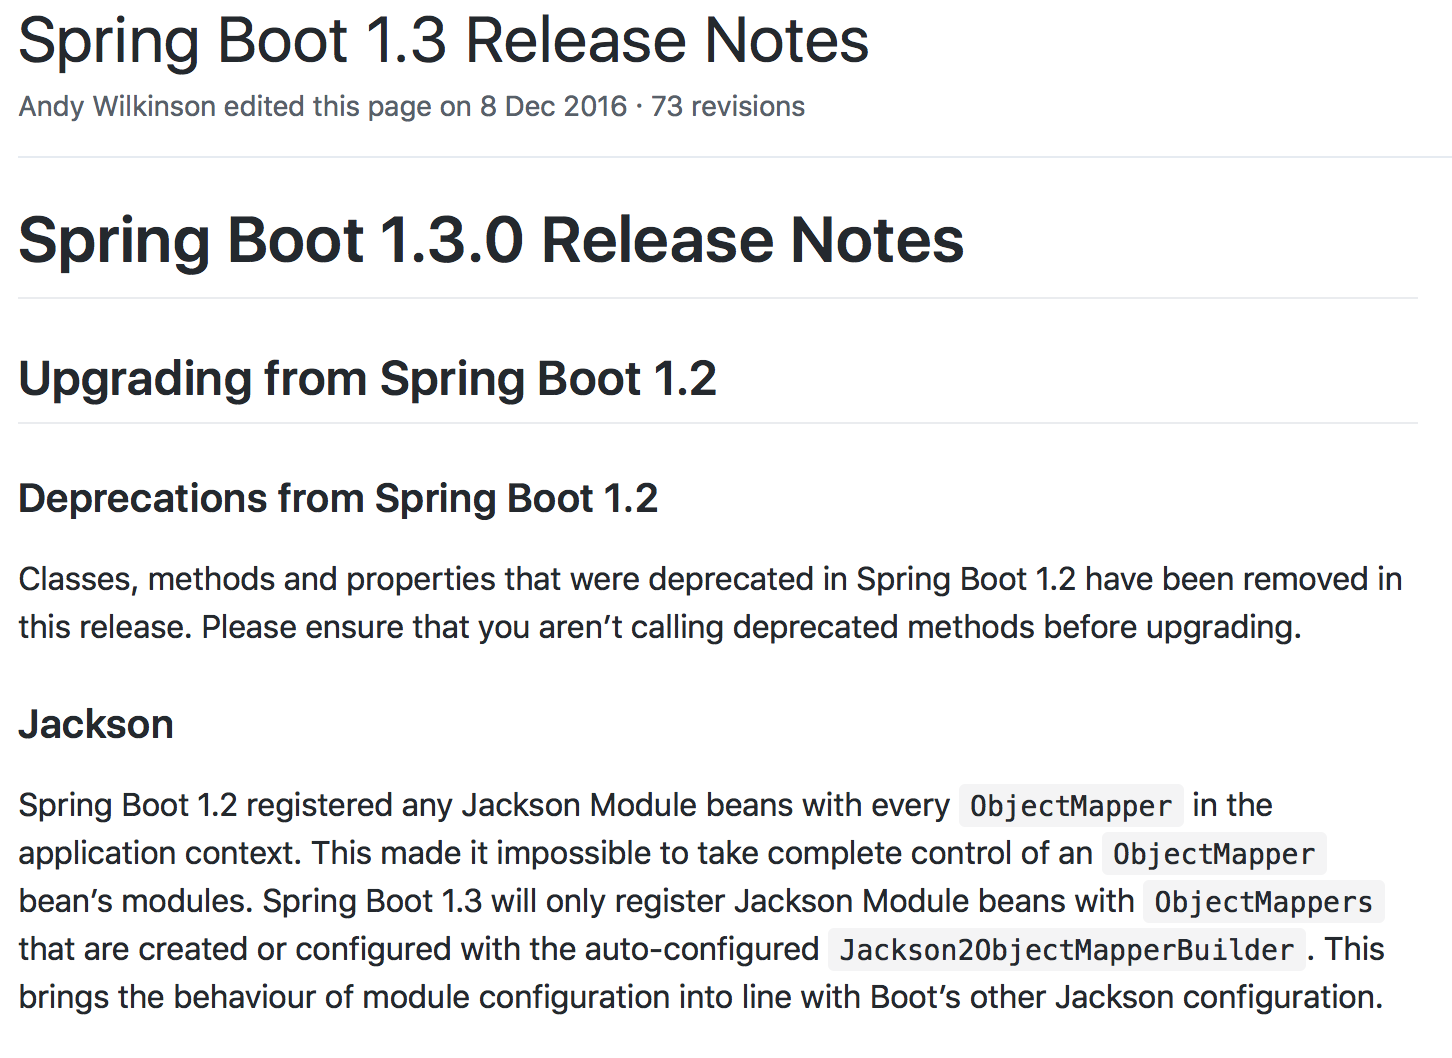 Spring Boot 1.3 Release Notes
Andy Wilkinson edited this page on 8 Dec 2016 · 73 revisions
Spring Boot 1.3.0 Release Notes
Upgrading from Spring Boot 1.2
Deprecations from Spring Boot 1.2
Classes, methods and properties that were deprecated in Spring Boot 1.2 have been removed in
this release. Please ensure that you aren’t calling deprecated methods before upgrading.
Jackson
Spring Boot 1.2 registered any Jackson Module beans with every ObjectMapper in the
application context. This made it impossible to take complete control of an ObjectMapper
bean’s modules. Spring Boot 1.3 will only register Jackson Module beans with ObjectMappers
that are created or configured with the auto-configured Jackson2ObjectMapperBuilder. This
brings the behaviour of module configuration into line with Boot’s other Jackson configuration.